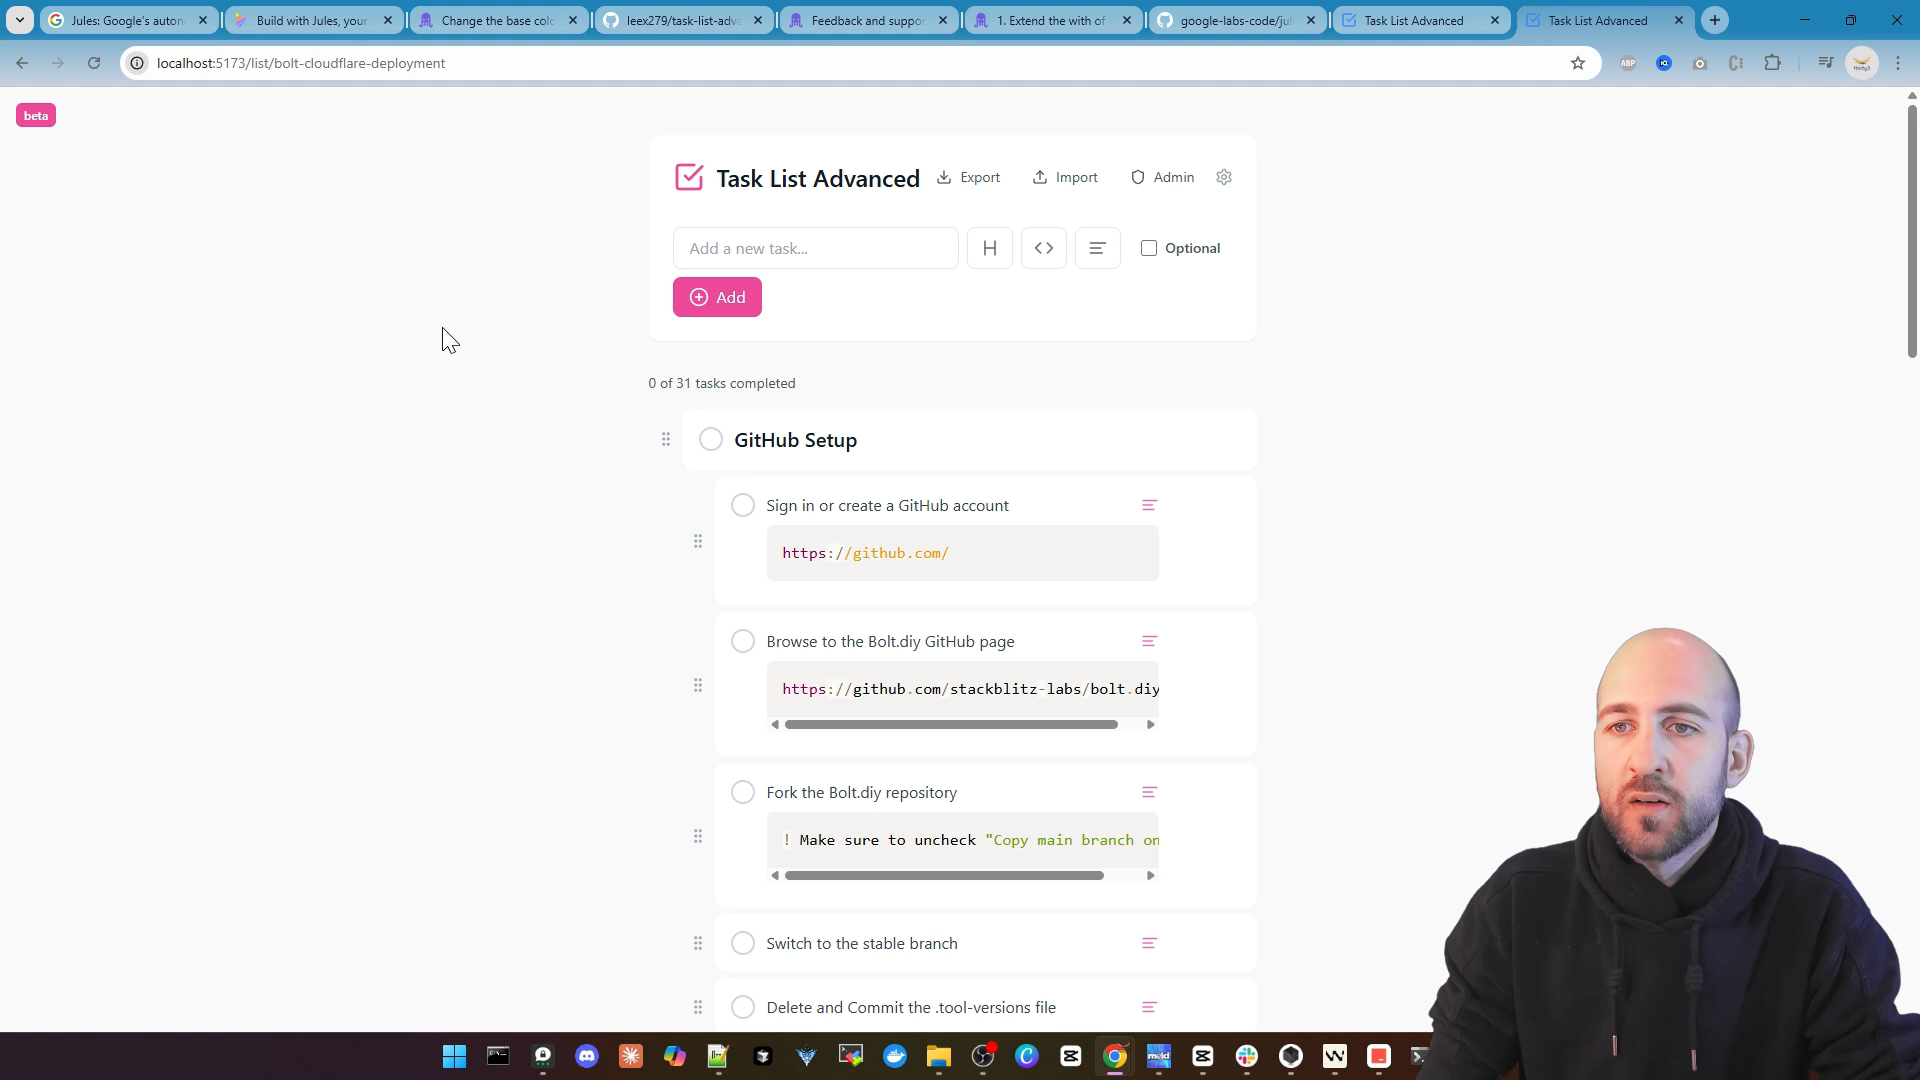 Jules: Google's auton
Build with Jules, your
Change the base colo
leex279/task-list-adva
Feedback and suppor
1. Extend the with of
google-labs-code/jul
Task List Advanced
Task List Advanced
localhost:5173/list/bolt-cloudflare-deployment
ABP
beta
Task List Advanced
Export
Import
Admin
Add a new task...
H
<>
Optional
Add
0 of 31 tasks completed
GitHub Setup
Sign in or create a GitHub account
https://github.com/
Browse to the Bolt.diy GitHub page
https://github.com/stackblitz-labs/bolt.diy
Fork the Bolt.diy repository
! Make sure to uncheck "Copy main branch on
Switch to the stable branch
Delete and Commit the .tool-versions file
meld